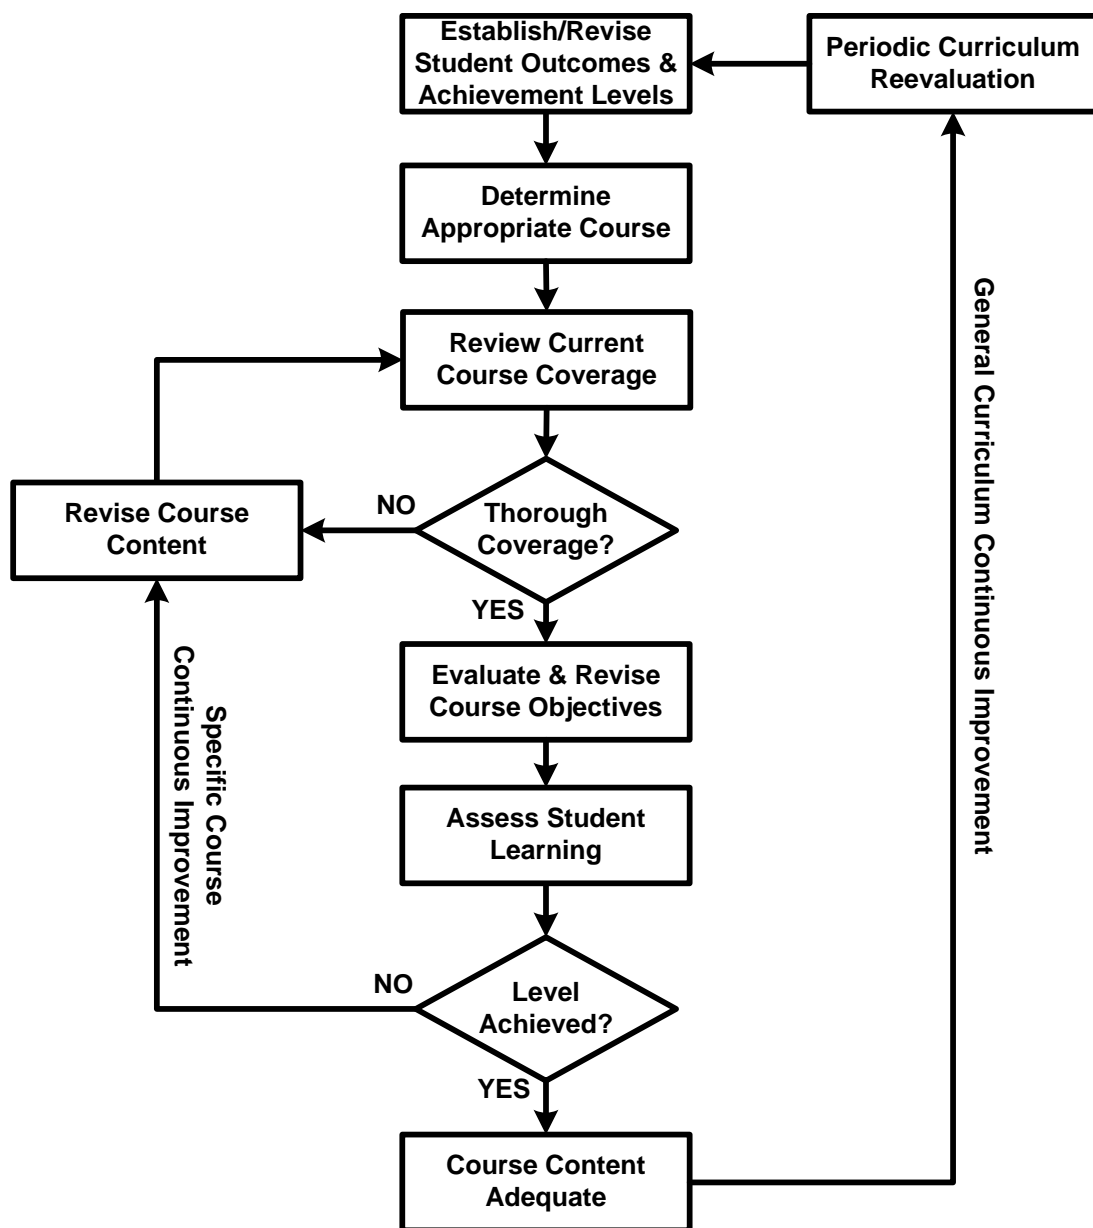 Establish/Revise
Student Outcomes &
Achievement Levels
Periodic Curriculum
Reevaluation
Determine
Appropriate Course
Review Current
Course Coverage
Thorough
Coverage?
NO
Revise Course
Content
YES
Evaluate & Revise
Course Objectives
Assess Student
Learning
Level
Achieved?
NO
Specific Course
Continuous Improvement
YES
Course Content
Adequate
General Curriculum Continuous Improvement